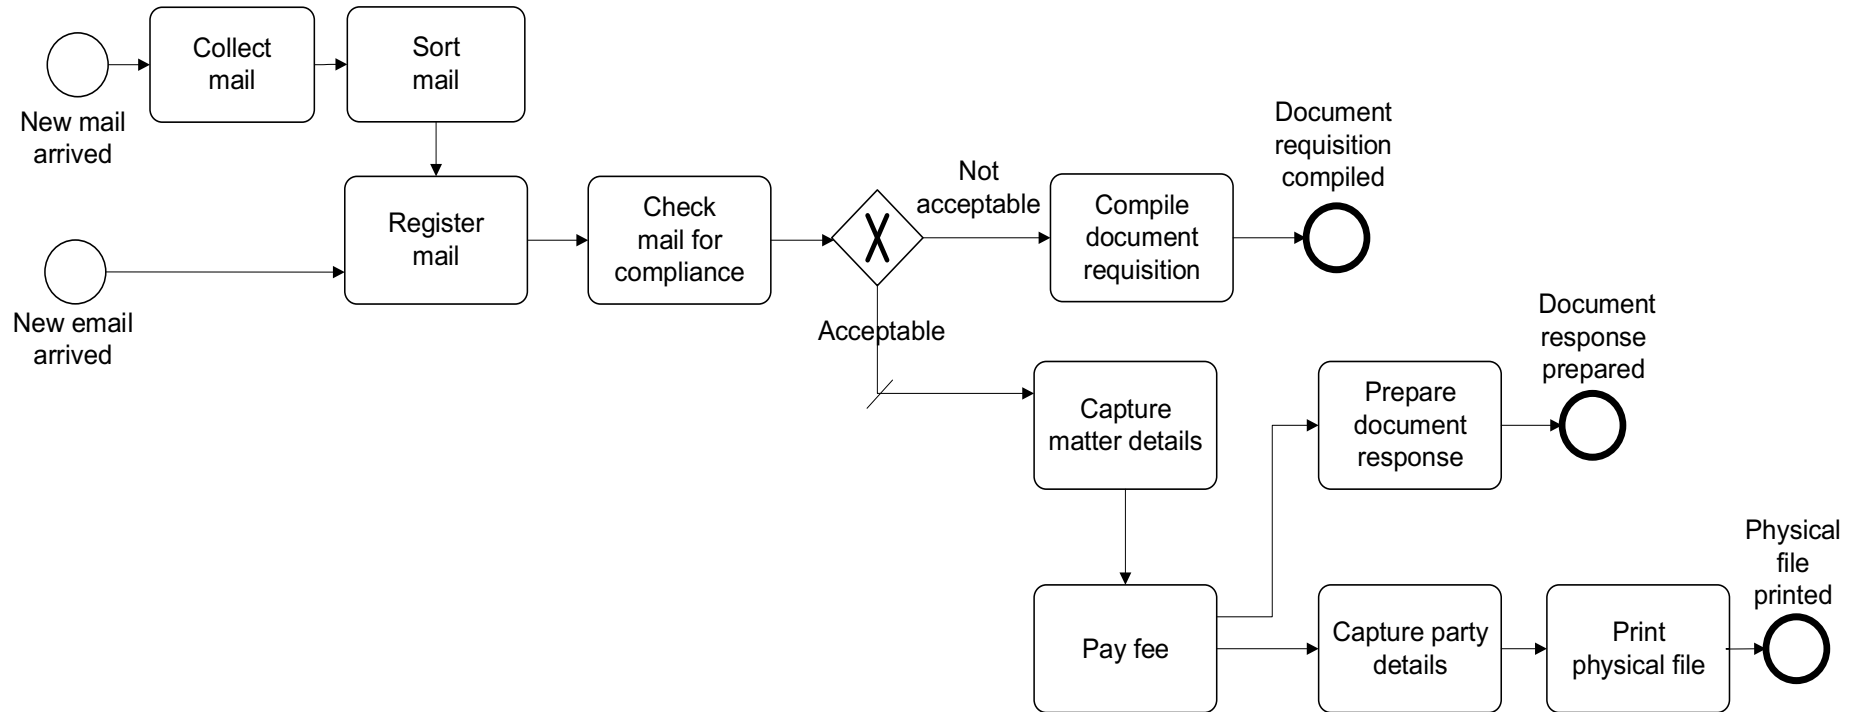 Collect
mail
Sort
mail
New mail
arrived
Register
mail
New email
arrived
Check
mail for
compliance
X
Not
acceptable
Acceptable
Compile
document
requisition
Document
requisition
compiled
Capture
matter details
Prepare
document
response
Document
response
prepared
Pay fee
Capture party
details
Print
physical file
Physical
file
printed